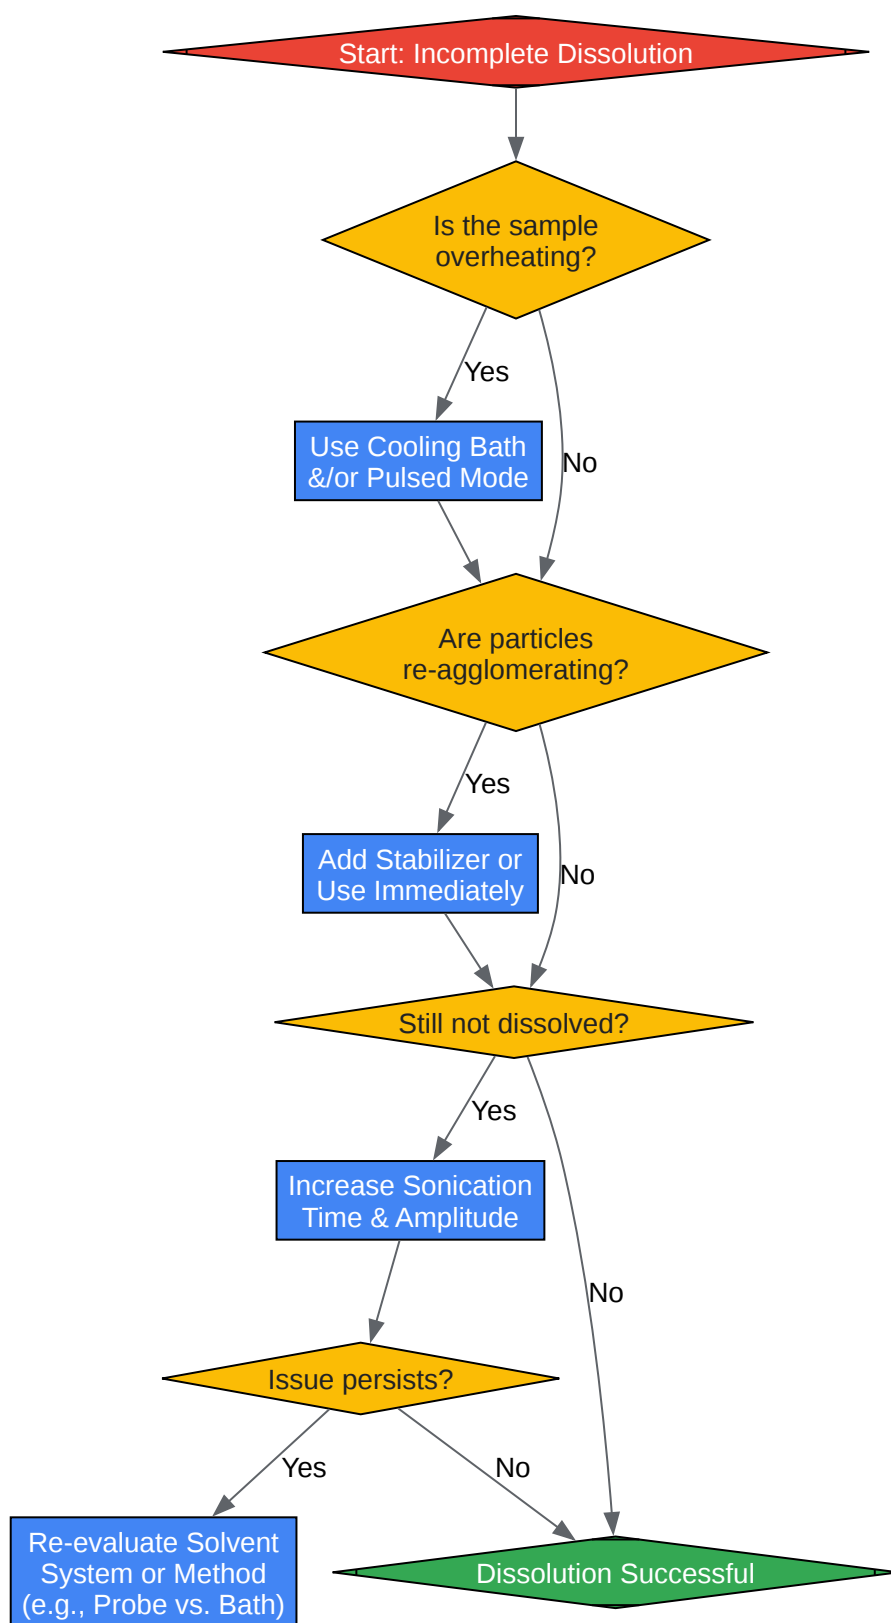 Start: Incomplete Dissolution
Is the sample
overheating?
Yes
Use Cooling Bath
&/or Pulsed Mode
No
Are particles
re-agglomerating?
Yes
Add Stabilizer or
Use Immediately
No
Still not dissolved?
Yes
Increase Sonication
Time & Amplitude
No
Issue persists?
Yes
No
Re-evaluate Solvent
System or Method
(e.g., Probe vs. Bath)
Dissolution Successful